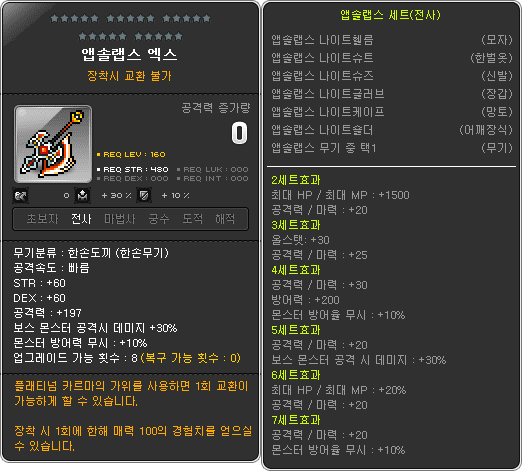 앱솔랩스 엑스
장착시 교환 불가
공격력 증가량
0
REQ LEV : 160
REQ STR : 480
REQ LUK : 000
REQ DEX : 000
REQ INT : 000
0
+ 30 %
+ 10 %
초보자 전사 마법사 궁수 도적 해적
무기분류 : 한손도끼 (한손무기)
공격속도 : 빠름
STR : +60
DEX : +60
공격력 : +197
보스 몬스터 공격시 데미지 +30%
몬스터 방어력 무시 : +10%
업그레이드 가능 횟수 : 8 (복구 가능 횟수 : 0)
플래티넘 카르마의 가위를 사용하면 1회 교환이
가능하게 할 수 있습니다.
장착 시 1회에 한해 매력 100의 경험치를 얻으실
수 있습니다.
앱솔랩스 세트(전사)
앱솔랩스 나이트헬름 (모자)
앱솔랩스 나이트슈트 (한벌옷)
앱솔랩스 나이트슈즈 (신발)
앱솔랩스 나이트글러브 (장갑)
앱솔랩스 나이트케이프 (망토)
앱솔랩스 나이트숄더 (어깨장식)
앱솔랩스 무기 중 택1 (무기)
2세트효과
최대 HP / 최대 MP : +1500
공격력 / 마력 : +20
3세트효과
올스탯: +30
공격력 / 마력 : +25
4세트효과
공격력 / 마력 : +30
방어력 : +200
몬스터 방어율 무시 : +10%
5세트효과
공격력 / 마력 : +20
보스 몬스터 공격 시 데미지 : +30%
6세트효과
최대 HP / 최대 MP : +20%
공격력 / 마력 : +20
7세트효과
공격력 / 마력 : +20
몬스터 방어율 무시 : +10%